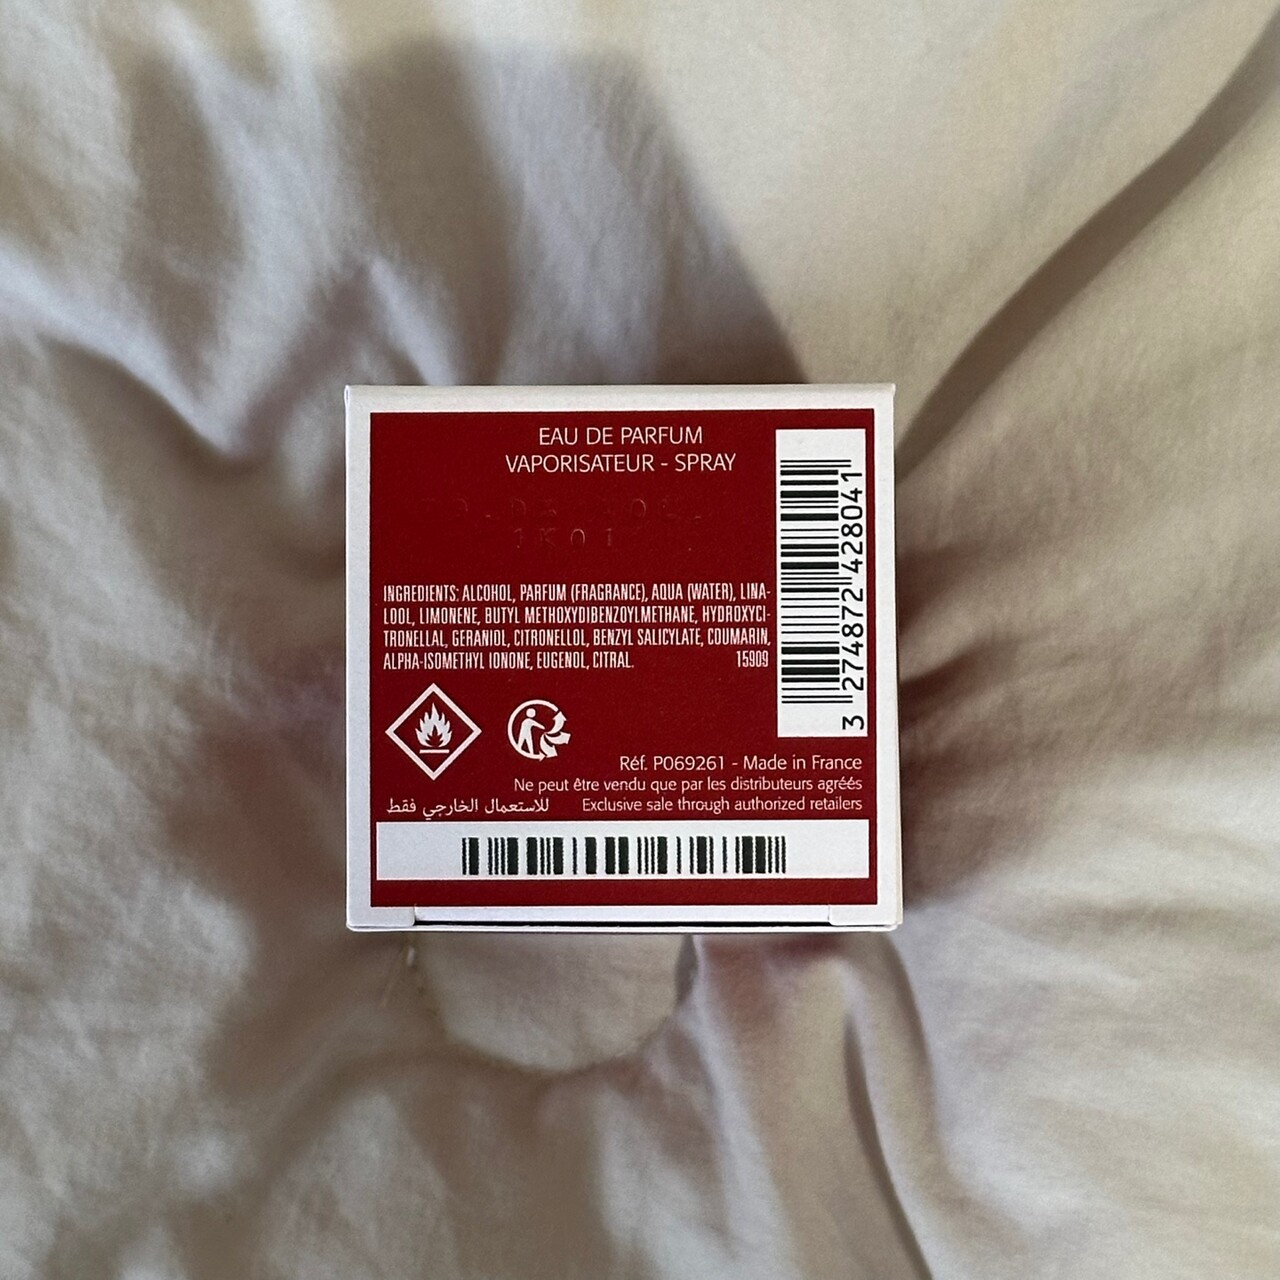 EAU DE PARFUM
VAPORISATEUR - SPRAY
1K01
INGREDIENTS: ALCOHOL, PARFUM (FRAGRANCE), AQUA (WATER), LINA-
LOOL, LIMONENE, BUTYL METHOXYDIBENZOYLMETHANE, HYDROXYCI-
TRONELLAL, GERANIOL, CITRONELLOL, BENZYL SALICYLATE, COUMARIN,
ALPHA-ISOMETHYL IONONE, EUGENOL, CITRAL. 15909
3 274872 428041
Réf. P069261 - Made in France
Ne peut être vendu que par les distributeurs agréés
للاستعمال الخارجي فقط Exclusive sale through authorized retailers